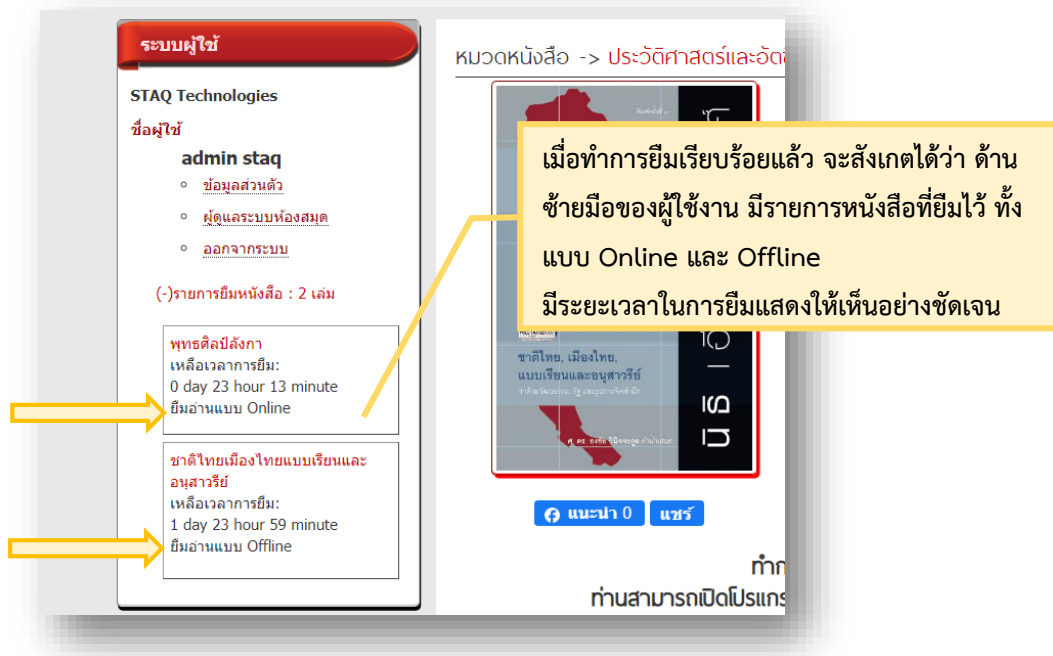 ระบบผู้ใช้
STAQ Technologies
ชื่อผู้ใช้
admin staq
ข้อมูลส่วนตัว
ผู้ดูแลระบบห้องสมุด
ออกจากระบบ
(-)รายการยืมหนังสือ : 2 เล่ม
พุทธศิลป์ลังกา
เหลือเวลาการยืม:
0 day 23 hour 13 minute
ยืมอ่านแบบ Online
ชาติไทยเมืองไทยแบบเรียนและ
อนุสาวรีย์
เหลือเวลาการยืม:
1 day 23 hour 59 minute
ยืมอ่านแบบ Offline
หมวดหนังสือ -> ประวัติศาสตร์และอัต
เมื่อทำการยืมเรียบร้อยแล้ว จะสังเกตได้ว่า ด้าน
ซ้ายมือของผู้ใช้งาน มีรายการหนังสือที่ยืมไว้ ทั้ง
แบบ Online และ Offline
มีระยะเวลาในการยืมแสดงให้เห็นอย่างชัดเจน
ชาติไทย, เมืองไทย,
แบบเรียนและอนุสาวรีย์
นิธิ เอ
แนะนำ 0
แชร์
ทำก
ท่านสามารถเปิดโปรแกร